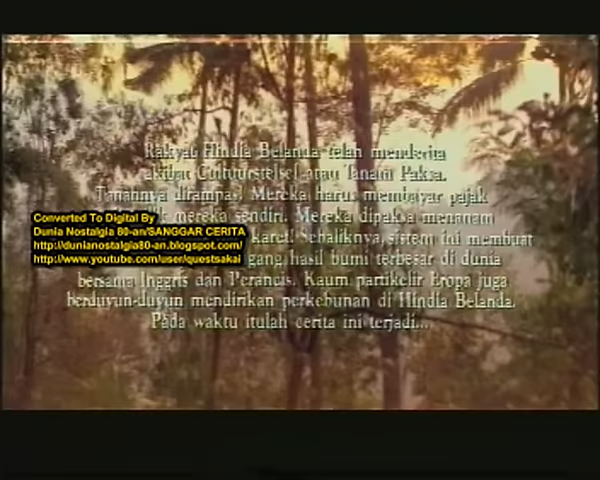 Rakyat Hindia Belanda telah menderita
akibat Cultuurstelsel atau Tanam Paksa.
Tanahnya dirampas! Mereka harus membayar pajak
mereka sendiri. Mereka dipaksa menanam
karet! Sebaliknya, sistem ini membuat
gang hasil bumi terbesar di dunia
bersama Inggris dan Perancis. Kaum partikelir Eropa juga
berduyun-duyun mendirikan perkebunan di Hindia Belanda.
Pada waktu itulah cerita ini terjadi...
Converted To Digital By
Dunia Nostalgia 80-an/SANGGAR CERITA
http://dunianostalgia80-an.blogspot.com/
http://www.youtube.com/user/questsakai